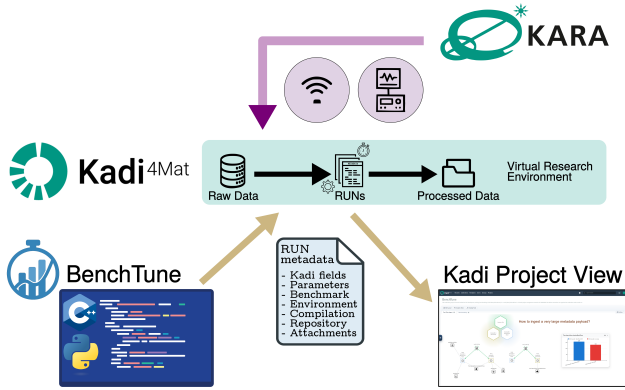 KARA
Kadi4Mat
Raw Data
RUNs
Processed Data
Virtual Research
Environment
BenchTune
C++
RUN
metadata
- Kadi fields
- Parameters
- Benchmark
- Environment
- Compilation
- Repository
- Attachments
Kadi Project View
How to ingest a very large metadata payload?